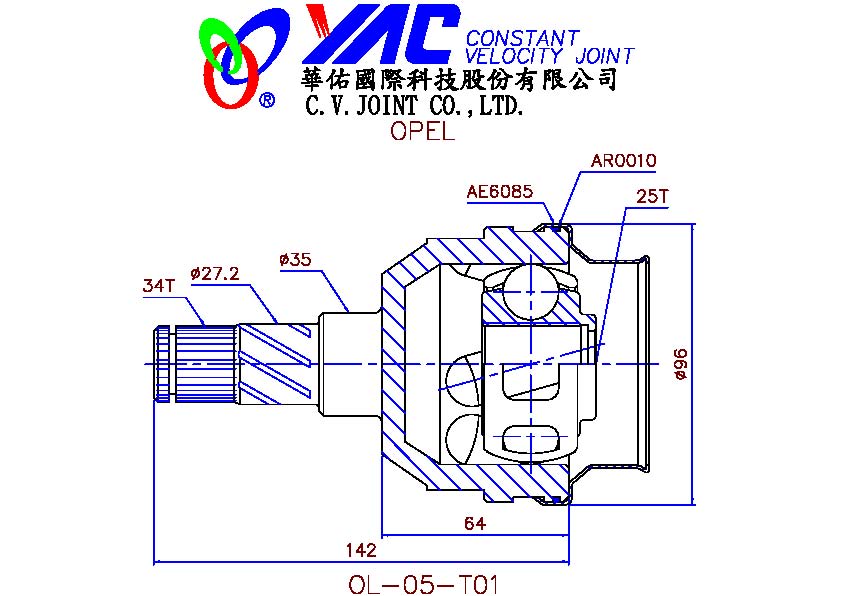 YAC CONSTANT
VELOCITY JOINT
®
華佑國際科技股份有限公司
C.V.JOINT CO.,LTD.
OPEL
AR0010
AE6085
25T
ø35
ø27.2
34T
ø96
64
142
OL-05-T01